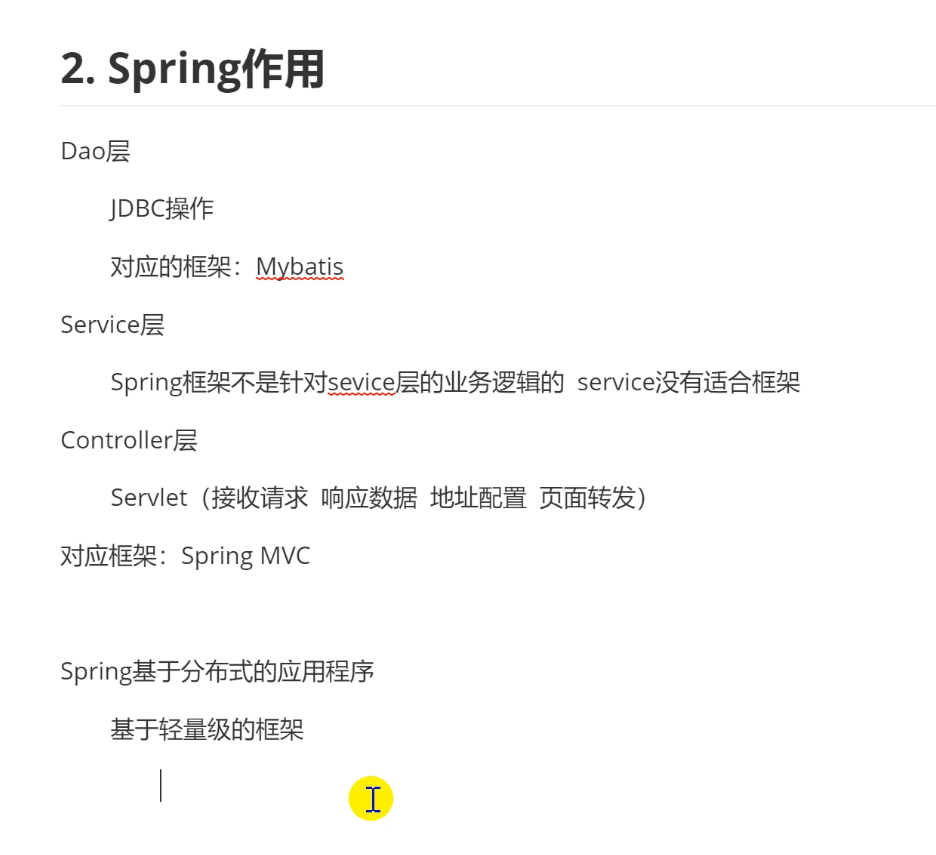 2. Spring作用
Dao层
JDBC操作
对应的框架：Mybatis
Service层
Spring框架不是针对sevice层的业务逻辑的 service没有适合框架
Controller层
Servlet（接收请求 响应数据 地址配置 页面转发）
对应框架：Spring MVC
Spring基于分布式的应用程序
基于轻量级的框架